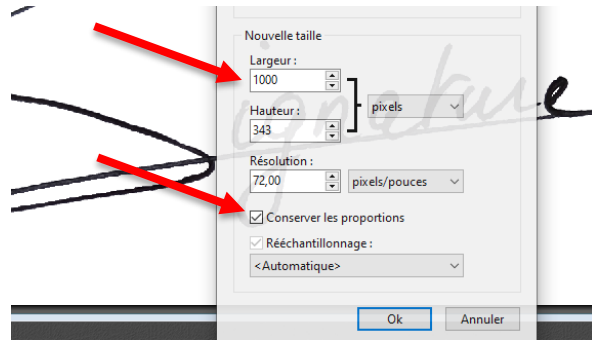 Nouvelle taille
Largeur :
1000
Hauteur :
pixels
343
Résolution :
72,00 pixels/pouces
Conserver les proportions
Rééchantillonnage :
<Automatique>
Ok Annuler
ignature